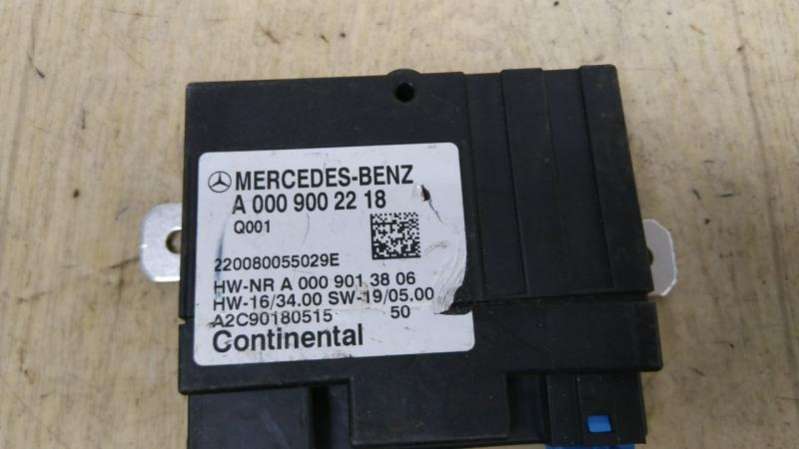 MERCEDES-BENZ
A 000 900 22 18
Q001
220080055029E
HW-NR A 000 901 38 06
HW-16/34.00 SW-19/05.00
A2C90180515 50
Continental